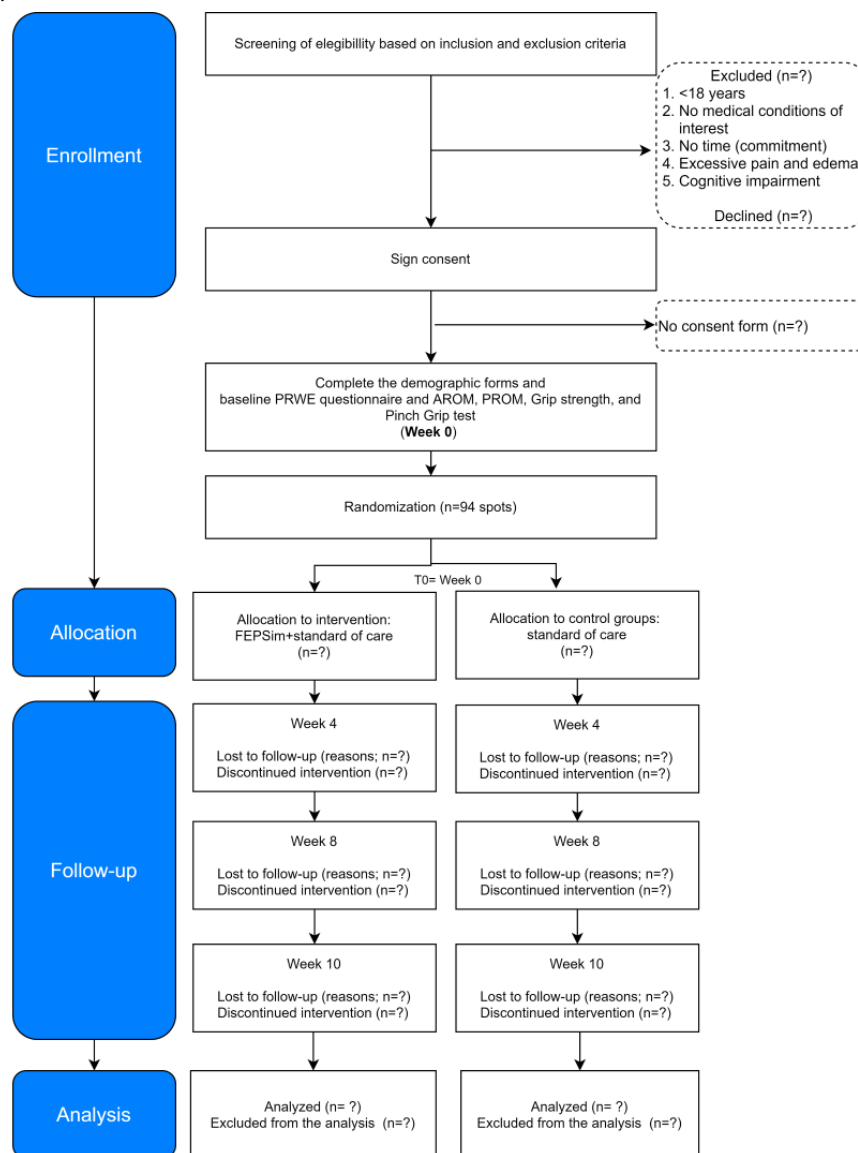 Screening of elegibillity based on inclusion and exclusion criteria
Excluded (n=?)
1. <18 years
2. No medical conditions of
interest
3. No time (commitment)
4. Excessive pain and edema
5. Cognitive impairment
Declined (n=?)
Enrollment
Sign consent
No consent form (n=?)
Complete the demographic forms and
baseline PRWE questionnaire and AROM, PROM, Grip strength, and
Pinch Grip test
(Week 0)
Randomization (n=94 spots)
T0= Week 0
Allocation
Allocation to intervention:
FEPSim+standard of care
(n=?)
Allocation to control groups:
standard of care
(n=?)
Follow-up
Week 4
Lost to follow-up (reasons; n=?)
Discontinued intervention (n=?)
Week 4
Lost to follow-up (reasons; n=?)
Discontinued intervention (n=?)
Week 8
Lost to follow-up (reasons; n=?)
Discontinued intervention (n=?)
Week 8
Lost to follow-up (reasons; n=?)
Discontinued intervention (n=?)
Week 10
Lost to follow-up (reasons; n=?)
Discontinued intervention (n=?)
Week 10
Lost to follow-up (reasons; n=?)
Discontinued intervention (n=?)
Analysis
Analyzed (n= ?)
Excluded from the analysis (n=?)
Analyzed (n= ?)
Excluded from the analysis (n=?)